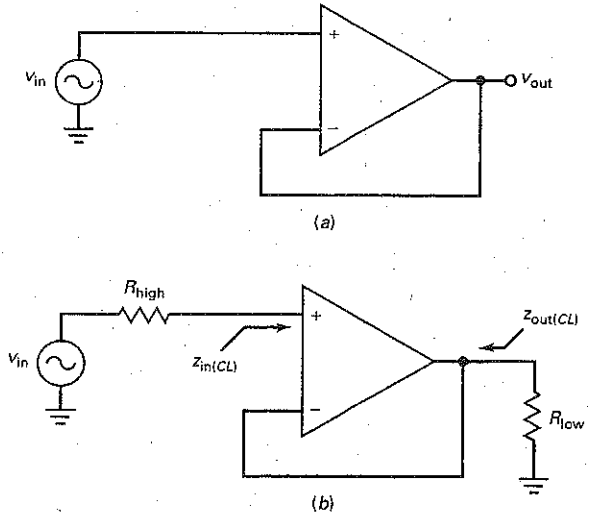 +
v_in
v_out
−
(a)
R_high
+
z_in(CL)
z_out(CL)
v_in
−
R_low
(b)